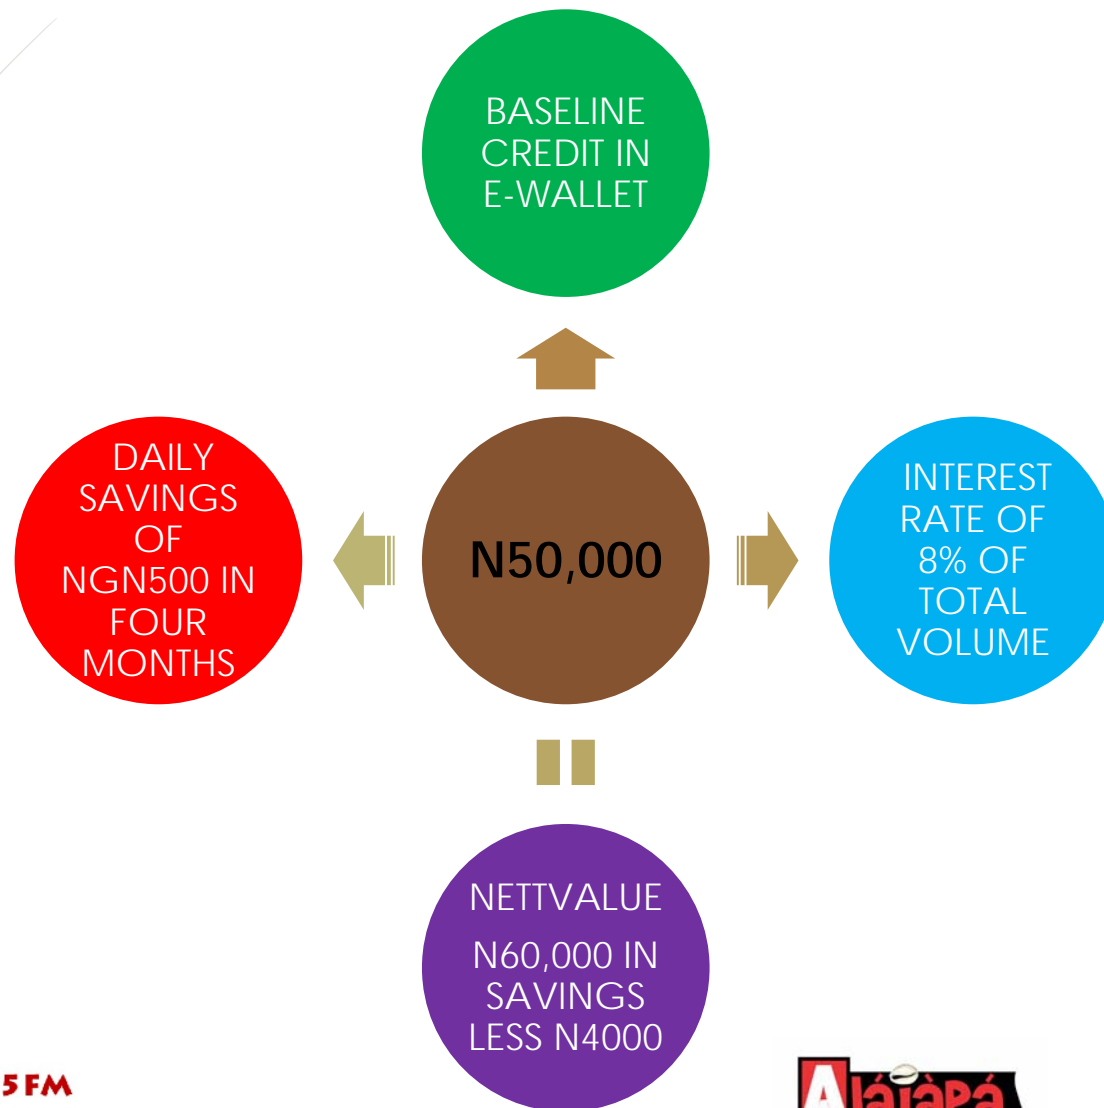 BASELINE
CREDIT IN
E-WALLET
DAILY
SAVINGS
OF
NGN500 IN
FOUR
MONTHS
N50,000
INTEREST
RATE OF
8% OF
TOTAL
VOLUME
NETTVALUE
N60,000 IN
SAVINGS
LESS N4000
5 FM
Alájàpá